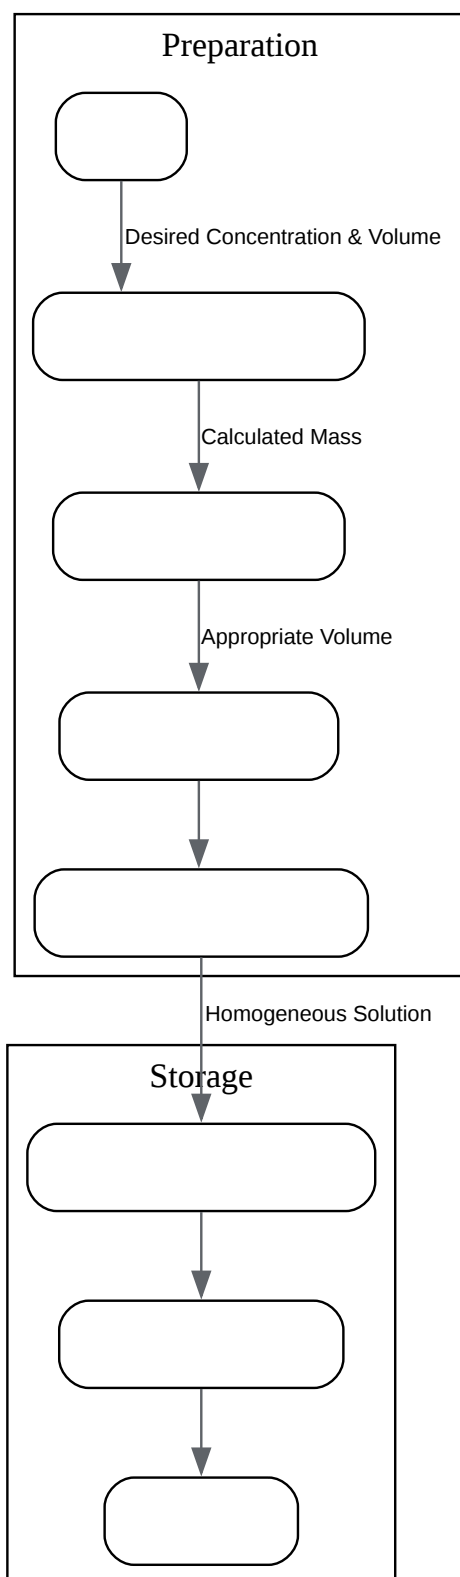 Preparation
Desired Concentration & Volume
Calculated Mass
Appropriate Volume
Homogeneous Solution
Storage